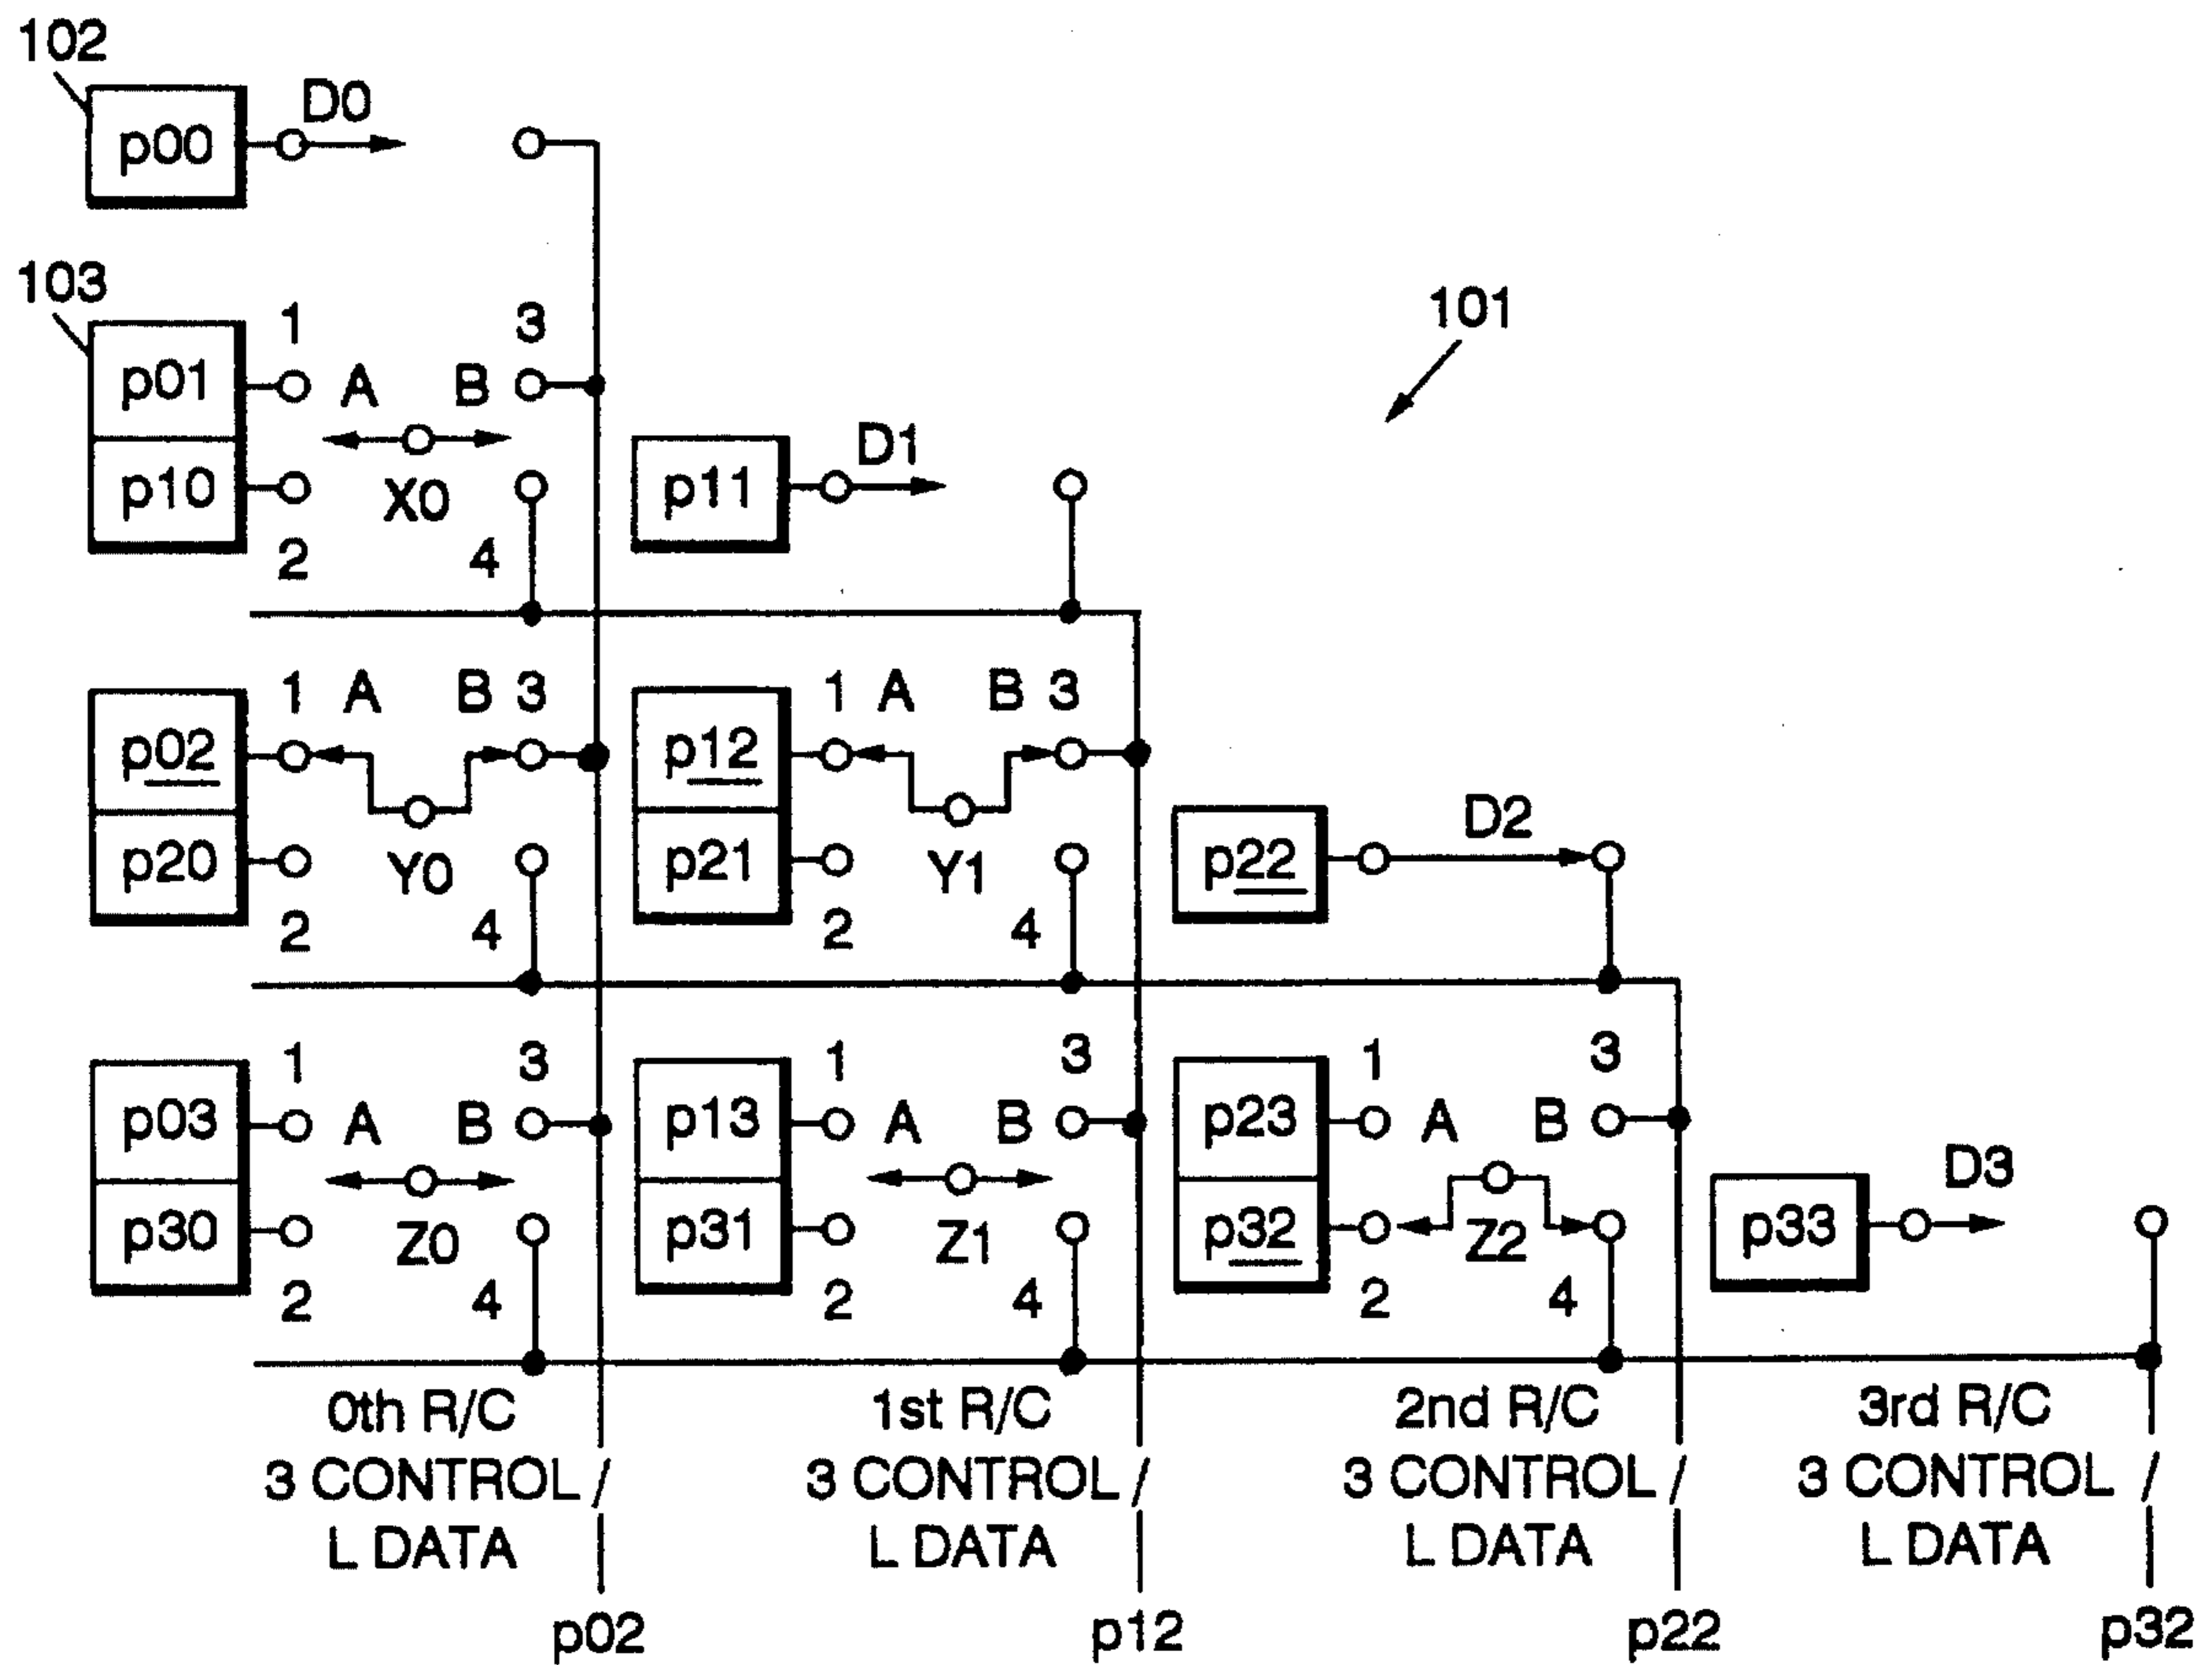 102
p00 D0
103
1 3
p01 A B
p10 X0
2 4
p11 D1
101
1 A B 3
p02
p20 Y0
2 4
1 A B 3
p12
p21 Y1
2 4
p22 D2
1 3
p03 A B
p30 Z0
2 4
1 3
p13 A B
p31 Z1
2 4
1 3
p23 A B
p32 Z2
2 4
p33 D3
0th R/C
3 CONTROL
L DATA
p02
1st R/C
3 CONTROL
L DATA
p12
2nd R/C
3 CONTROL
L DATA
p22
3rd R/C
3 CONTROL
L DATA
p32